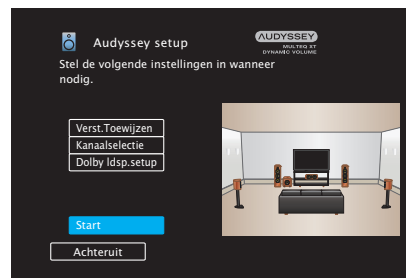 Audyssey setup
AUDYSSEY
MULTEQ XT
DYNAMIC VOLUME
Stel de volgende instellingen in wanneer
nodig.
Verst.Toewijzen
Kanaalselectie
Dolby ldsp.setup
Start
Achteruit